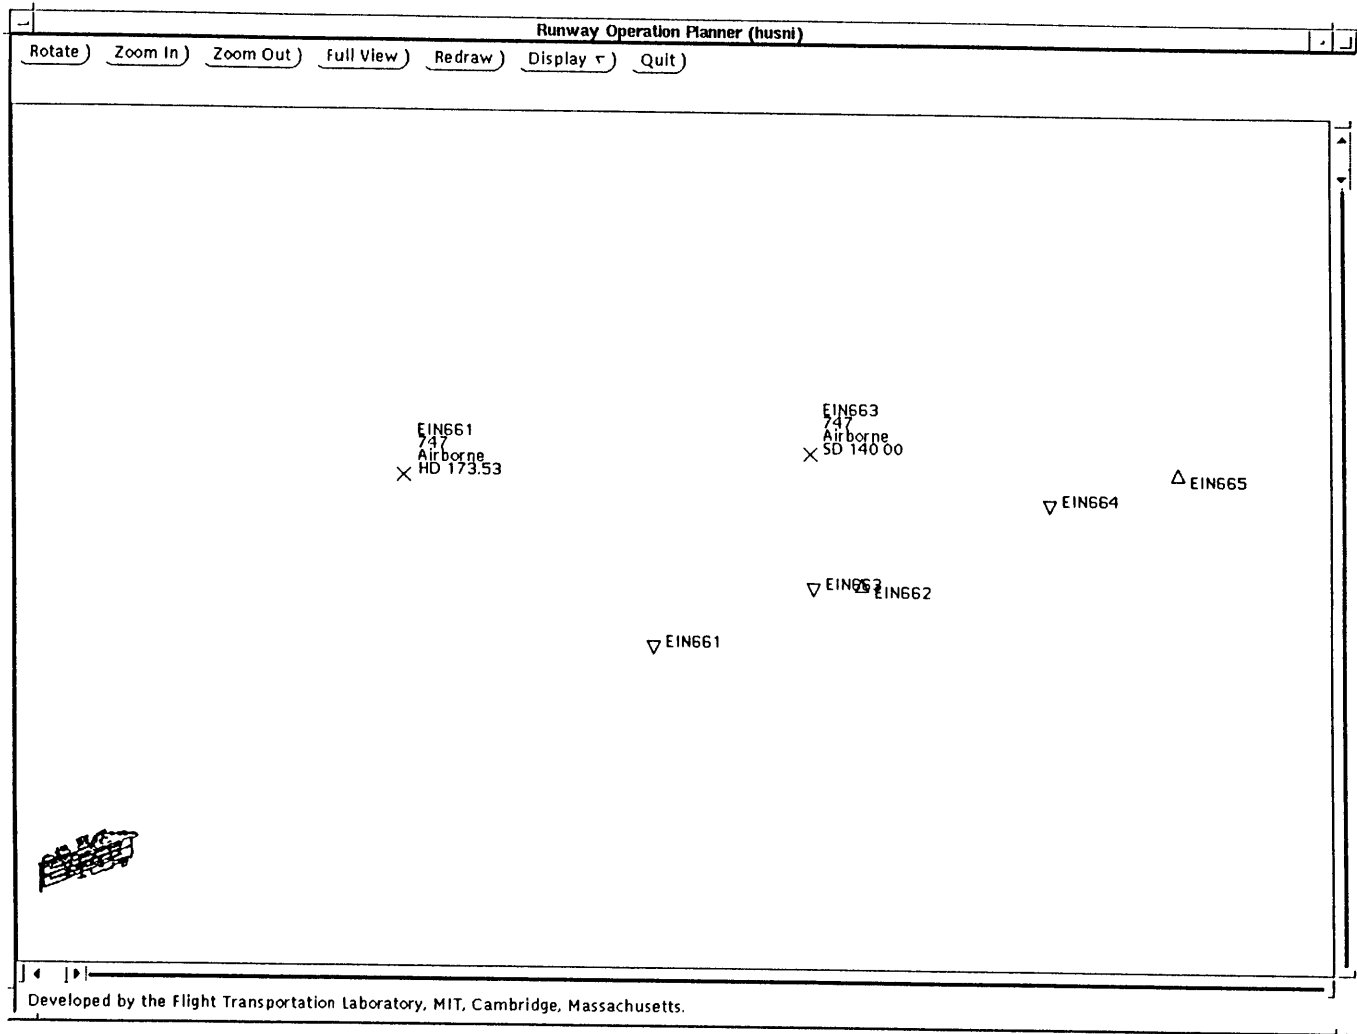 Runway Operation Planner (husni)
Rotate Zoom In Zoom Out Full View Redraw Display Quit
EIN661
747
Airborne
HD 173.53
EIN663
747
Airborne
SD 140 00
EIN665
EIN664
EIN663
EIN662
EIN661
Developed by the Flight Transportation Laboratory, MIT, Cambridge, Massachusetts.